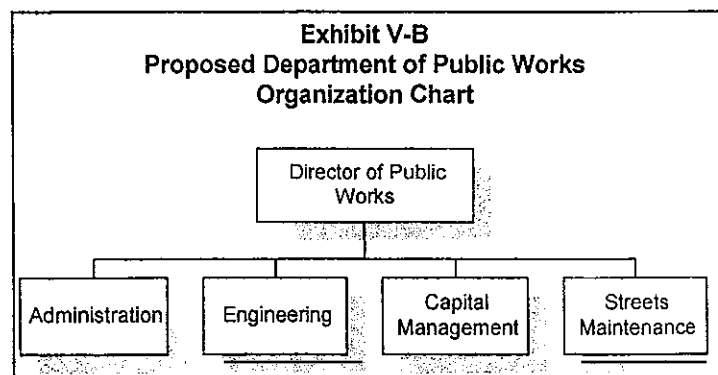 Exhibit V-B
Proposed Department of Public Works
Organization Chart
Director of Public
Works
Administration
Engineering
Capital
Management
Streets
Maintenance